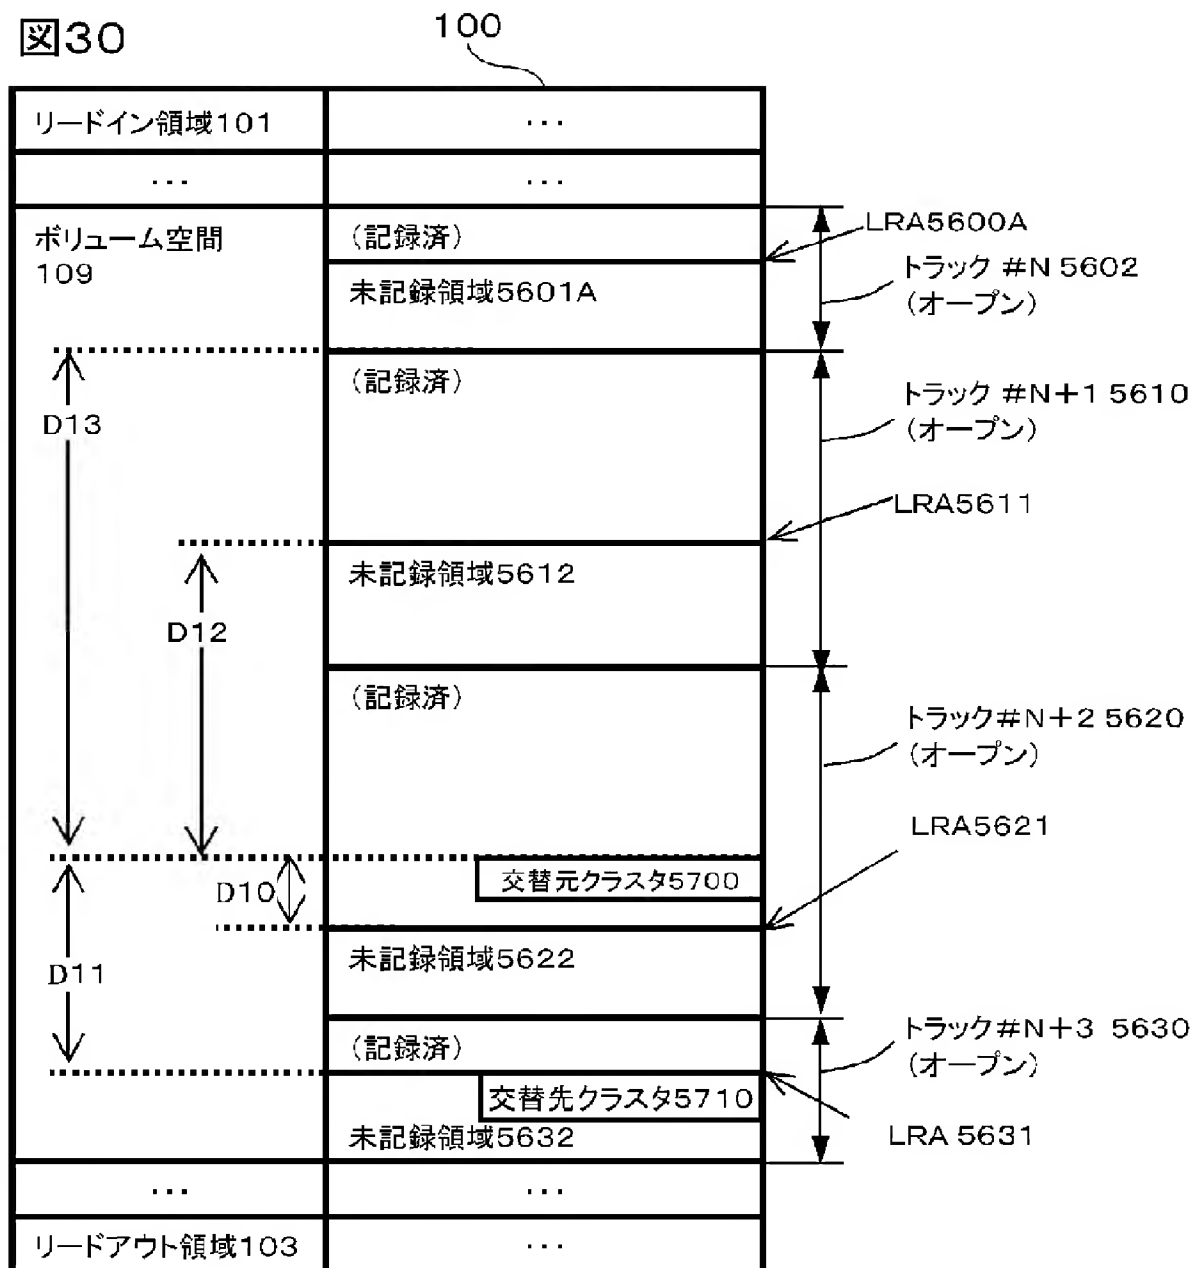 図30
100
リードイン領域101
・・・
・・・
・・・
ボリューム空間
109
(記録済)
LRA5600A
未記録領域5601A
トラック #N 5602
(オープン)
(記録済)
トラック #N+1 5610
(オープン)
D13
LRA5611
未記録領域5612
D12
(記録済)
トラック#N+2 5620
(オープン)
LRA5621
交替元クラスタ5700
D10
未記録領域5622
D11
(記録済)
トラック#N+3 5630
(オープン)
交替先クラスタ5710
未記録領域5632
LRA 5631
・・・
・・・
リードアウト領域103
・・・